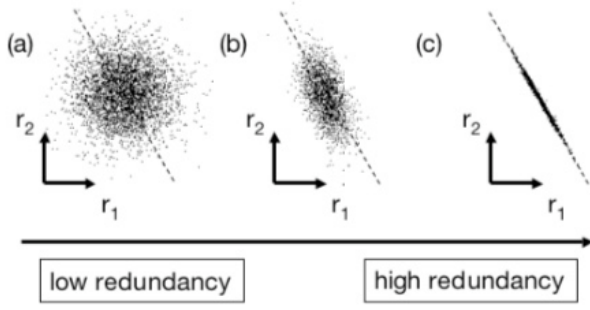 (a)
(b)
(c)
r2
r2
r2
r1
r1
r1
low redundancy
high redundancy